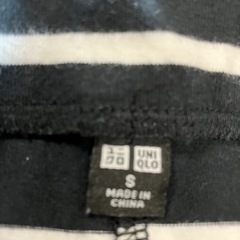 ユニ UNI
クロ QLO
S
MADE IN
CHINA